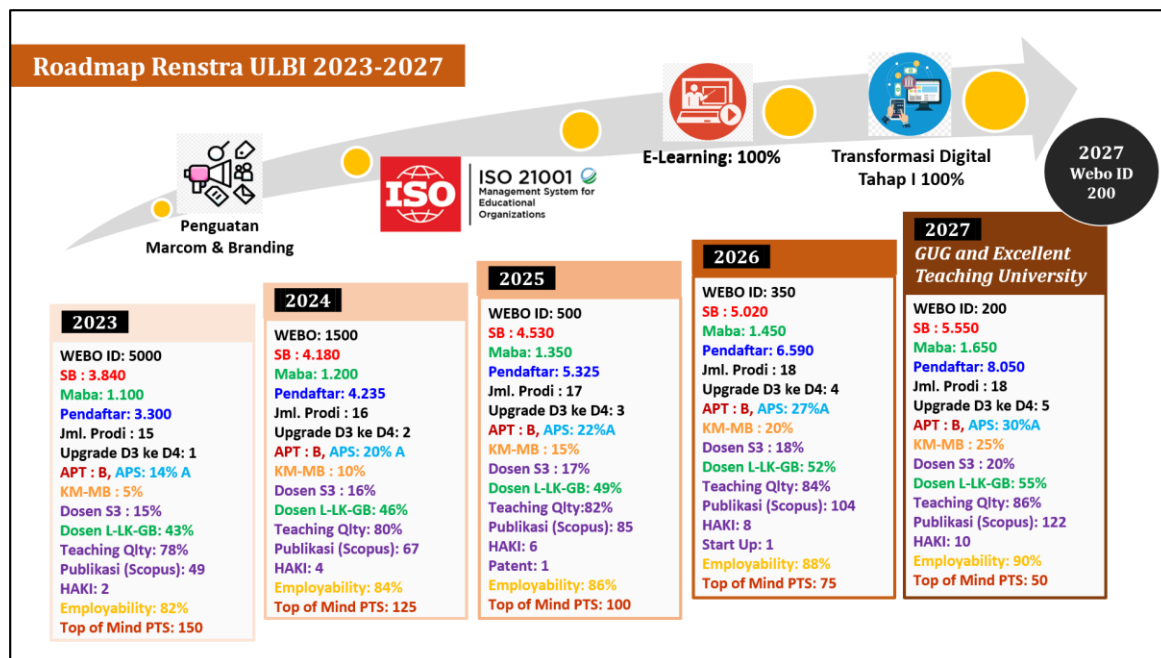 Roadmap Renstra ULBI 2023-2027
Penguatan
Marcom & Branding
ISO
ISO 21001
Management System for
Educational
Organizations
E-Learning: 100%
Transformasi Digital
Tahap I 100%
2027
Webo ID
200
2023
WEBO ID: 5000
SB : 3.840
Maba: 1.100
Pendaftar: 3.300
Jml. Prodi : 15
Upgrade D3 ke D4: 1
APT : B, APS: 14% A
KM-MB : 5%
Dosen S3 : 15%
Dosen L-LK-GB: 43%
Teaching Qlty: 78%
Publikasi (Scopus): 49
HAKI: 2
Employability: 82%
Top of Mind PTS: 150
2024
WEBO: 1500
SB : 4.180
Maba: 1.200
Pendaftar: 4.235
Jml. Prodi : 16
Upgrade D3 ke D4: 2
APT : B, APS: 20% A
KM-MB : 10%
Dosen S3 : 16%
Dosen L-LK-GB: 46%
Teaching Qlty: 80%
Publikasi (Scopus): 67
HAKI: 4
Employability: 84%
Top of Mind PTS: 125
2025
WEBO ID: 500
SB : 4.530
Maba: 1.350
Pendaftar: 5.325
Jml. Prodi : 17
Upgrade D3 ke D4: 3
APT : B, APS: 22%A
KM-MB : 15%
Dosen S3 : 17%
Dosen L-LK-GB: 49%
Teaching Qlty:82%
Publikasi (Scopus): 85
HAKI: 6
Patent: 1
Employability: 86%
Top of Mind PTS: 100
2026
WEBO ID: 350
SB : 5.020
Maba: 1.450
Pendaftar: 6.590
Jml. Prodi : 18
Upgrade D3 ke D4: 4
APT : B, APS: 27%A
KM-MB : 20%
Dosen S3 : 18%
Dosen L-LK-GB: 52%
Teaching Qlty: 84%
Publikasi (Scopus): 104
HAKI: 8
Start Up: 1
Employability: 88%
Top of Mind PTS: 75
2027
GUG and Excellent
Teaching University
WEBO ID: 200
SB : 5.550
Maba: 1.650
Pendaftar: 8.050
Jml. Prodi : 18
Upgrade D3 ke D4: 5
APT : B, APS: 30%A
KM-MB : 25%
Dosen S3 : 20%
Dosen L-LK-GB: 55%
Teaching Qlty: 86%
Publikasi (Scopus): 122
HAKI: 10
Employability: 90%
Top of Mind PTS: 50